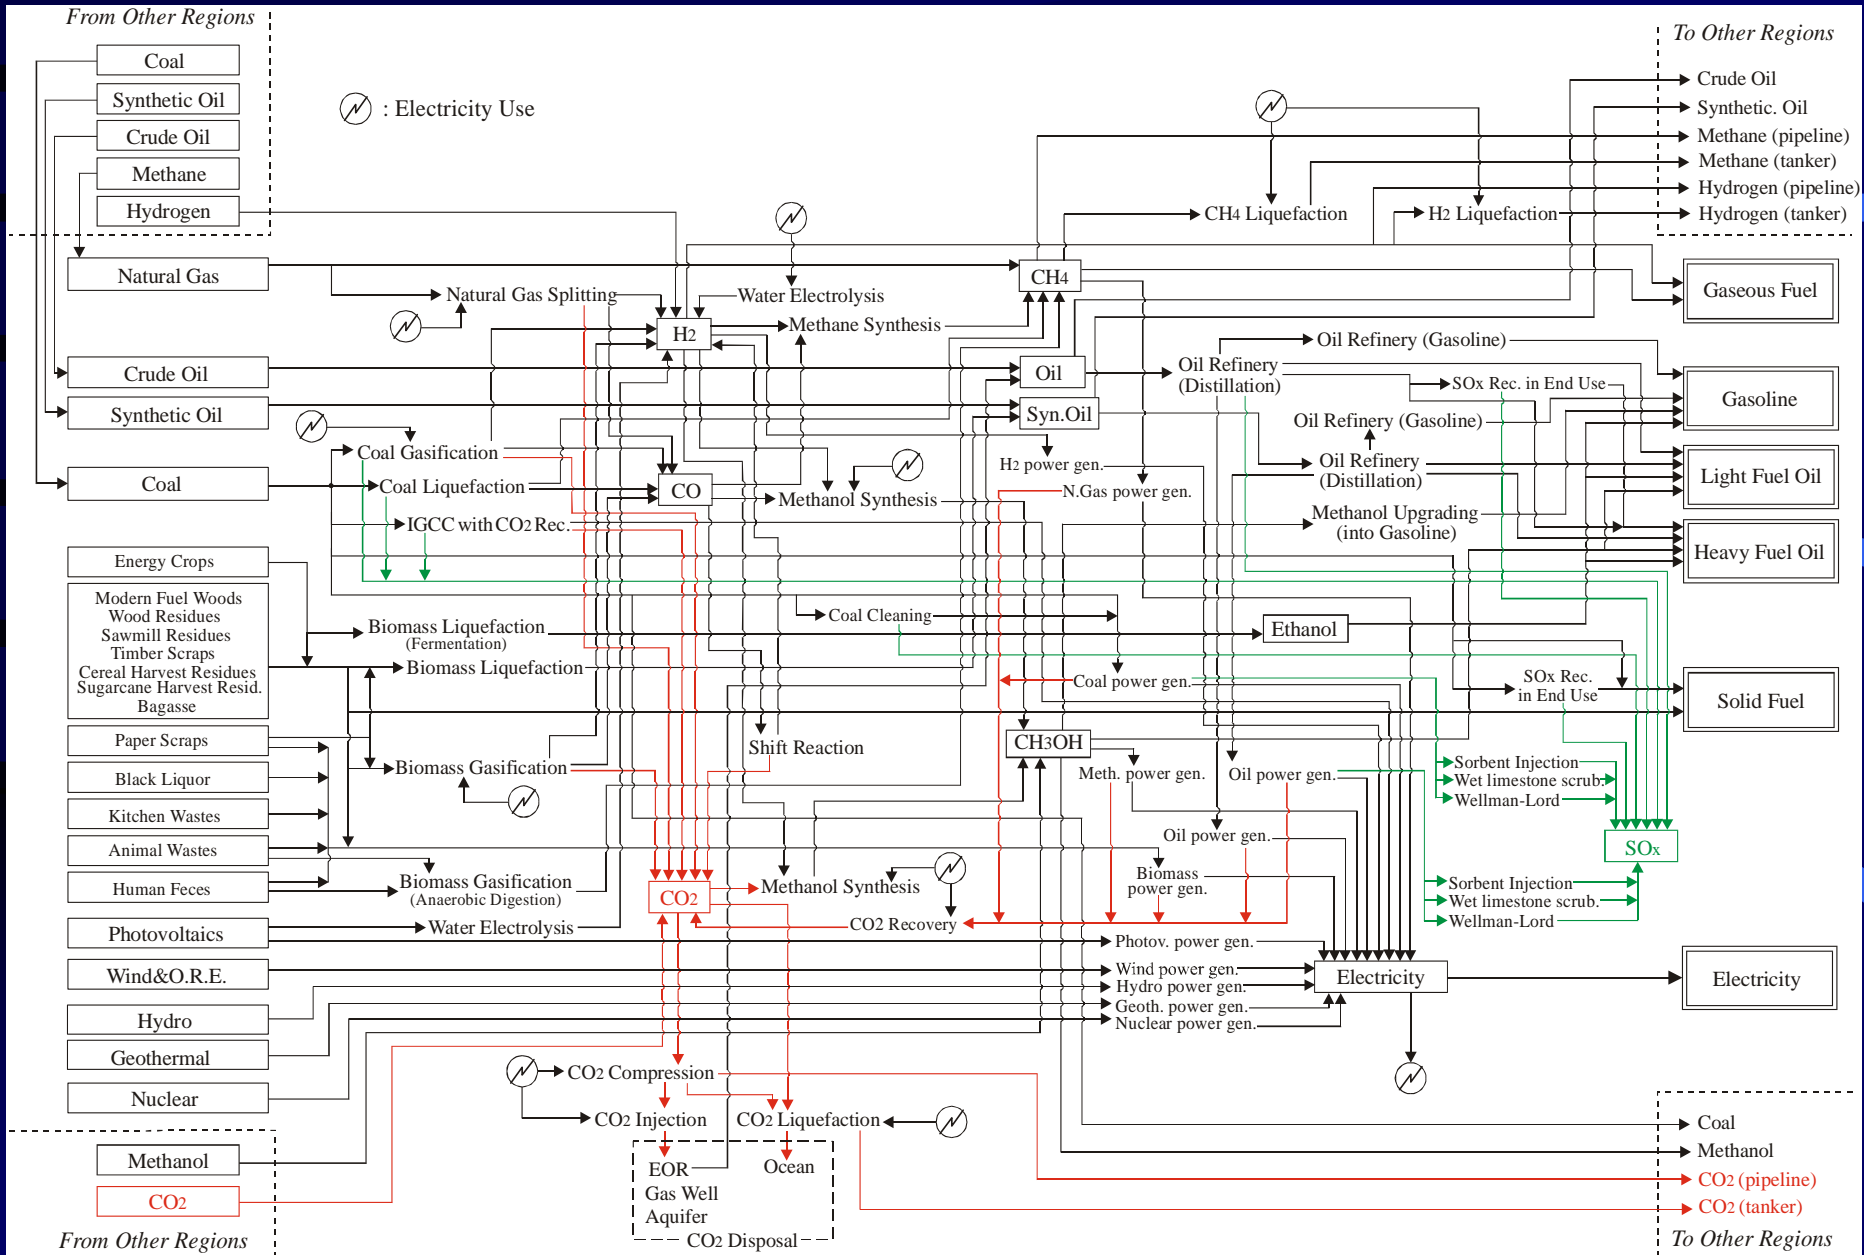 From Other Regions
Coal
Synthetic Oil
Crude Oil
Methane
Hydrogen
: Electricity Use
To Other Regions
Crude Oil
Synthetic. Oil
Methane (pipeline)
Methane (tanker)
Hydrogen (pipeline)
Hydrogen (tanker)
CH4 Liquefaction
H2 Liquefaction
Natural Gas
Natural Gas Splitting
Water Electrolysis
CH4
Gaseous Fuel
H2
Methane Synthesis
Crude Oil
Oil
Oil Refinery
(Distillation)
Oil Refinery (Gasoline)
SOx Rec. in End Use
Gasoline
Synthetic Oil
Syn.Oil
Oil Refinery (Gasoline)
Coal Gasification
H2 power gen.
Oil Refinery
(Distillation)
Light Fuel Oil
Coal
Coal Liquefaction
CO
Methanol Synthesis
N.Gas power gen.
IGCC with CO2 Rec.
Methanol Upgrading
(into Gasoline)
Heavy Fuel Oil
Energy Crops
Modern Fuel Woods
Wood Residues
Sawmill Residues
Timber Scraps
Cereal Harvest Residues
Sugarcane Harvest Resid.
Bagasse
Biomass Liquefaction
(Fermentation)
Biomass Liquefaction
Coal Cleaning
Ethanol
Coal power gen.
SOx Rec.
in End Use
Solid Fuel
Paper Scraps
Black Liquor
Kitchen Wastes
Animal Wastes
Human Feces
Biomass Gasification
Shift Reaction
CH3OH
Meth. power gen.
Oil power gen.
Sorbent Injection
Wet limestone scrub.
Wellman-Lord
Oil power gen.
SOx
Biomass
power gen.
Biomass Gasification
(Anaerobic Digestion)
CO2
Methanol Synthesis
Sorbent Injection
Wet limestone scrub.
Wellman-Lord
Photovoltaics
Water Electrolysis
CO2 Recovery
Photov. power gen.
Wind&O.R.E.
Wind power gen.
Electricity
Electricity
Hydro
Hydro power gen.
Geothermal
Geoth. power gen.
Nuclear power gen.
Nuclear
CO2 Compression
CO2 Injection
CO2 Liquefaction
EOR
Gas Well
Aquifer
Ocean
CO2 Disposal
Methanol
CO2
From Other Regions
Coal
Methanol
CO2 (pipeline)
CO2 (tanker)
To Other Regions